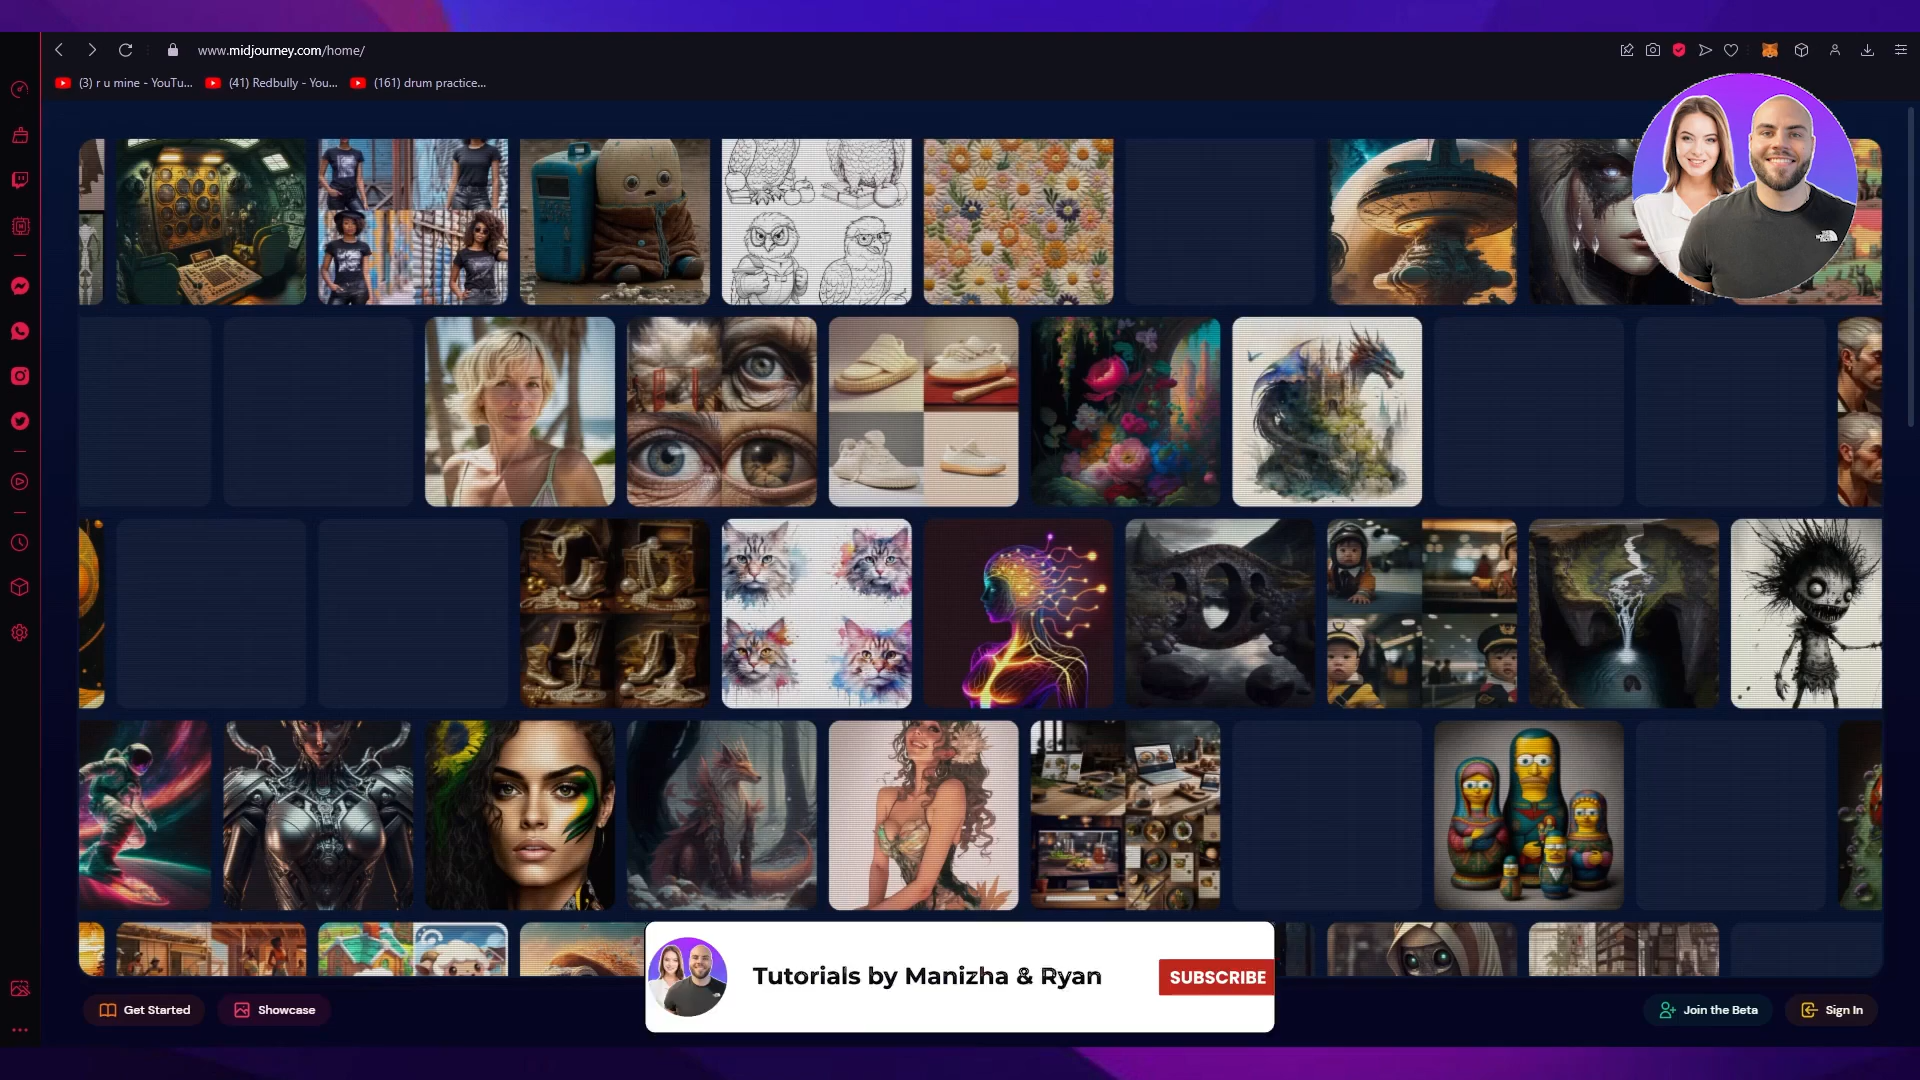 www.midjourney.com/home/
(3) r u mine - YouTu...
(41) Redbully - You...
(161) drum practice...
Tutorials by Manizha & Ryan
SUBSCRIBE
Get Started
Showcase
Join the Beta
Sign In